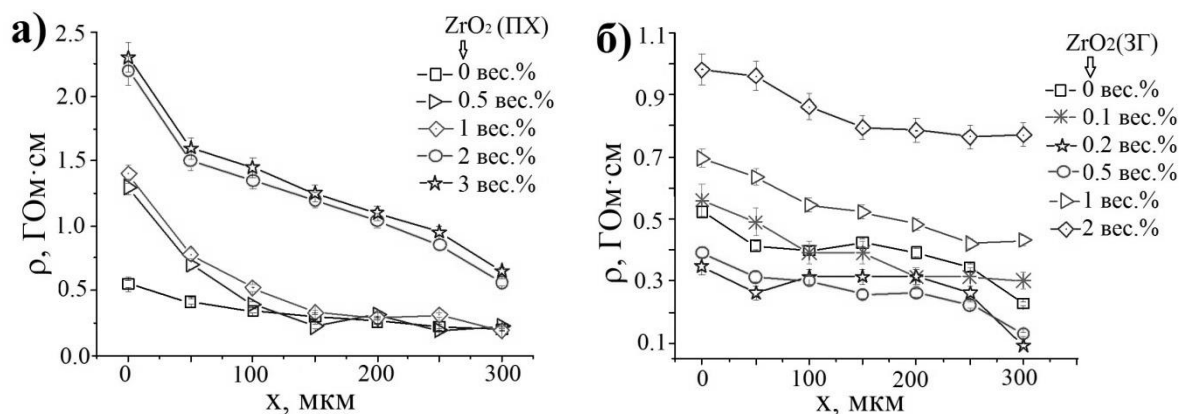 а)
ZrO₂ (ПХ)
0 вес.%
0.5 вес.%
1 вес.%
2 вес.%
3 вес.%
2.5
2.0
1.5
1.0
0.5
0.0
ρ, ГОм·см
0
100
200
300
x, мкм
б)
ZrO₂(ЗГ)
0 вес.%
0.1 вес.%
0.2 вес.%
0.5 вес.%
1 вес.%
2 вес.%
1.1
0.9
0.7
0.5
0.3
0.1
ρ, ГОм·см
0
100
200
300
x, мкм